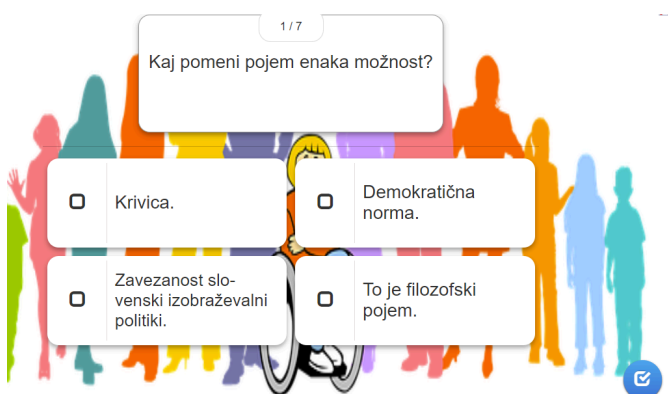 1 / 7
Kaj pomeni pojem enaka možnost?
Krivica.
Demokratična
norma.
Zavezanost slo-
venski izobraževalni
politiki.
To je filozofski
pojem.